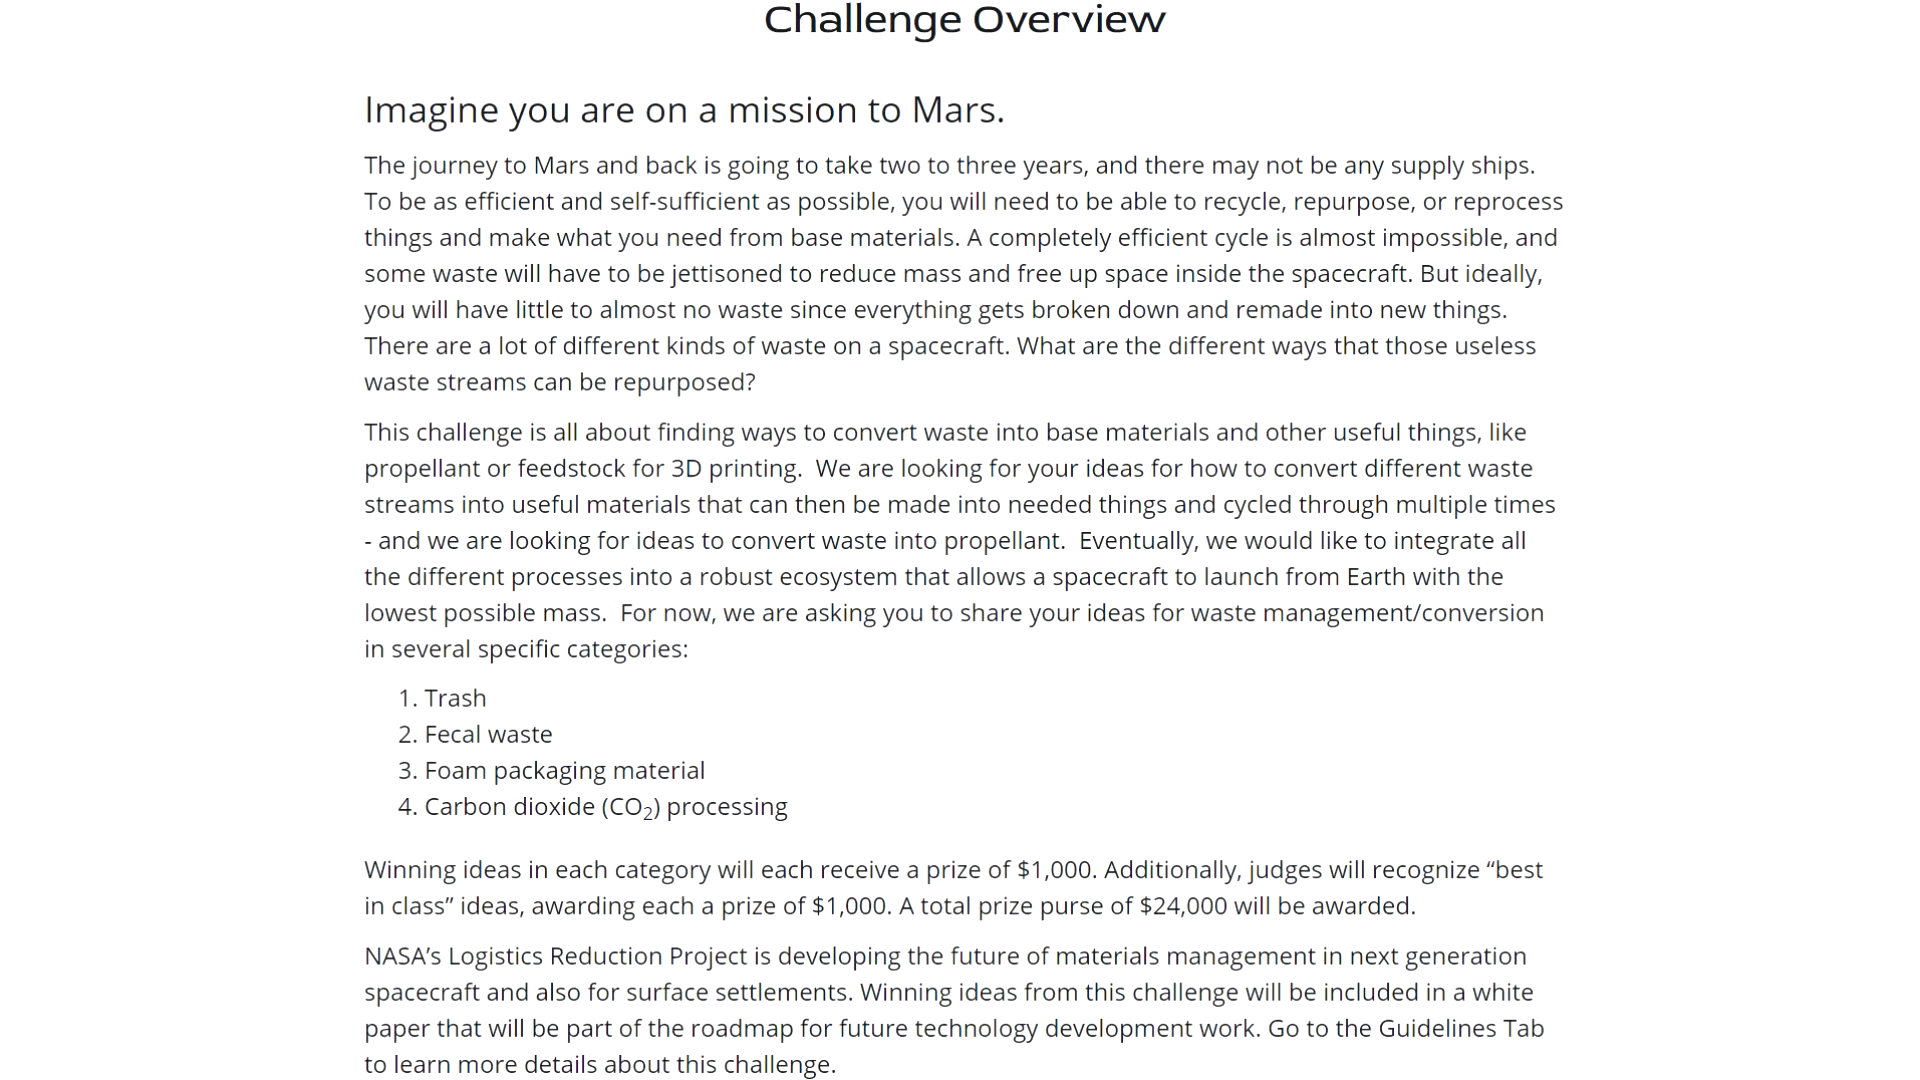 Challenge Overview
Imagine you are on a mission to Mars.
The journey to Mars and back is going to take two to three years, and there may not be any supply ships.
To be as efficient and self-sufficient as possible, you will need to be able to recycle, repurpose, or reprocess
things and make what you need from base materials. A completely efficient cycle is almost impossible, and
some waste will have to be jettisoned to reduce mass and free up space inside the spacecraft. But ideally,
you will have little to almost no waste since everything gets broken down and remade into new things.
There are a lot of different kinds of waste on a spacecraft. What are the different ways that those useless
waste streams can be repurposed?
This challenge is all about finding ways to convert waste into base materials and other useful things, like
propellant or feedstock for 3D printing.  We are looking for your ideas for how to convert different waste
streams into useful materials that can then be made into needed things and cycled through multiple times
- and we are looking for ideas to convert waste into propellant.  Eventually, we would like to integrate all
the different processes into a robust ecosystem that allows a spacecraft to launch from Earth with the
lowest possible mass.  For now, we are asking you to share your ideas for waste management/conversion
in several specific categories:
1. Trash
2. Fecal waste
3. Foam packaging material
4. Carbon dioxide (CO₂) processing
Winning ideas in each category will each receive a prize of $1,000. Additionally, judges will recognize “best
in class” ideas, awarding each a prize of $1,000. A total prize purse of $24,000 will be awarded.
NASA’s Logistics Reduction Project is developing the future of materials management in next generation
spacecraft and also for surface settlements. Winning ideas from this challenge will be included in a white
paper that will be part of the roadmap for future technology development work. Go to the Guidelines Tab
to learn more details about this challenge.